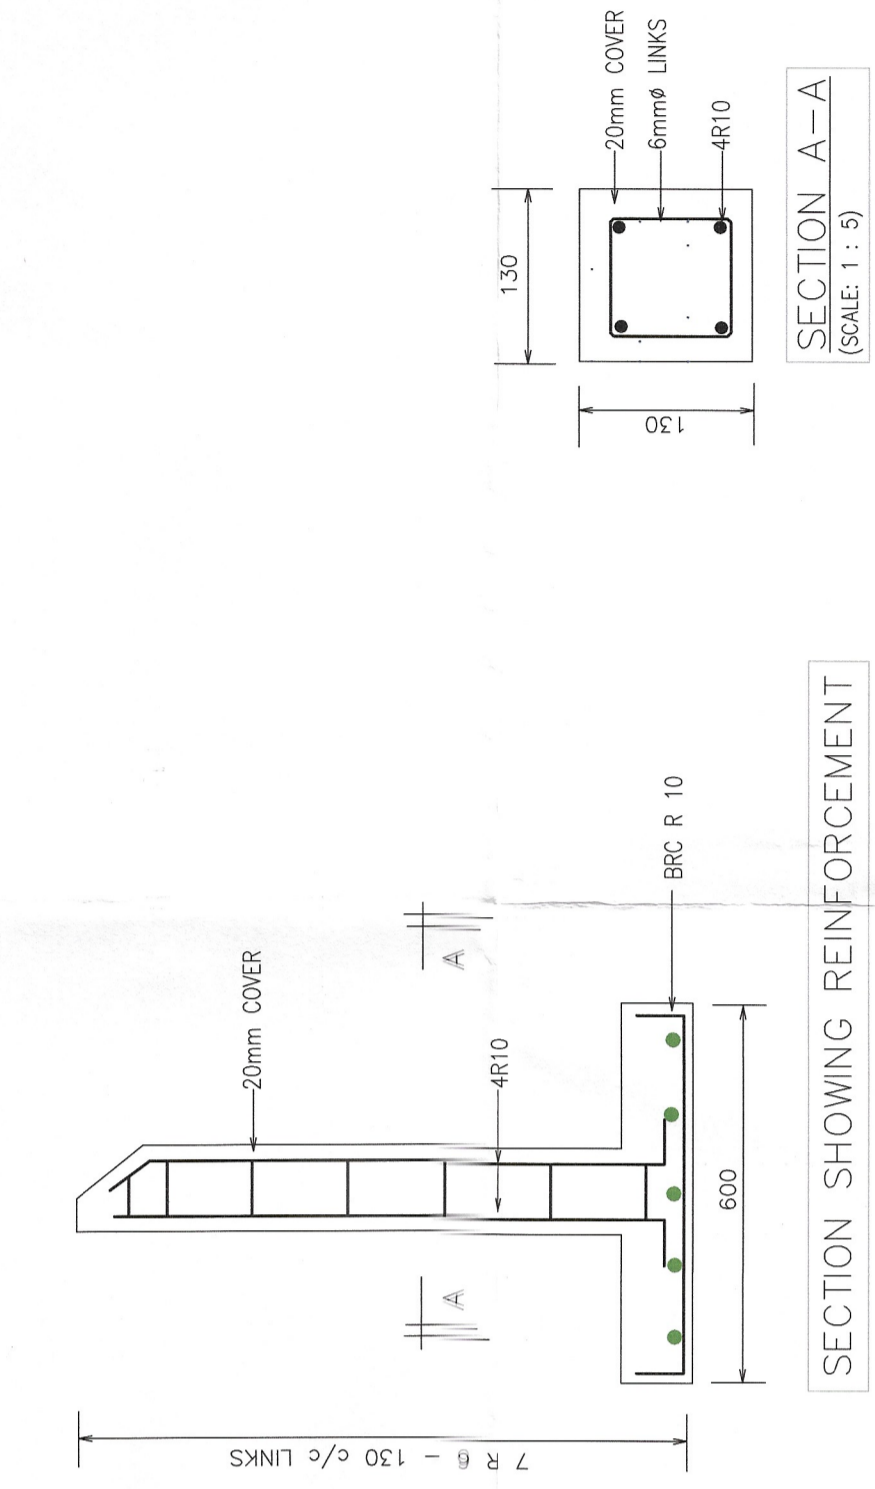 7 R 6 - 130 c/c LINKS
20mm COVER
A
A
4R10
BRC R 10
600
SECTION SHOWING REINFORCEMENT
130
130
20mm COVER
6mmØ LINKS
4R10
SECTION A-A
(SCALE: 1 : 5)